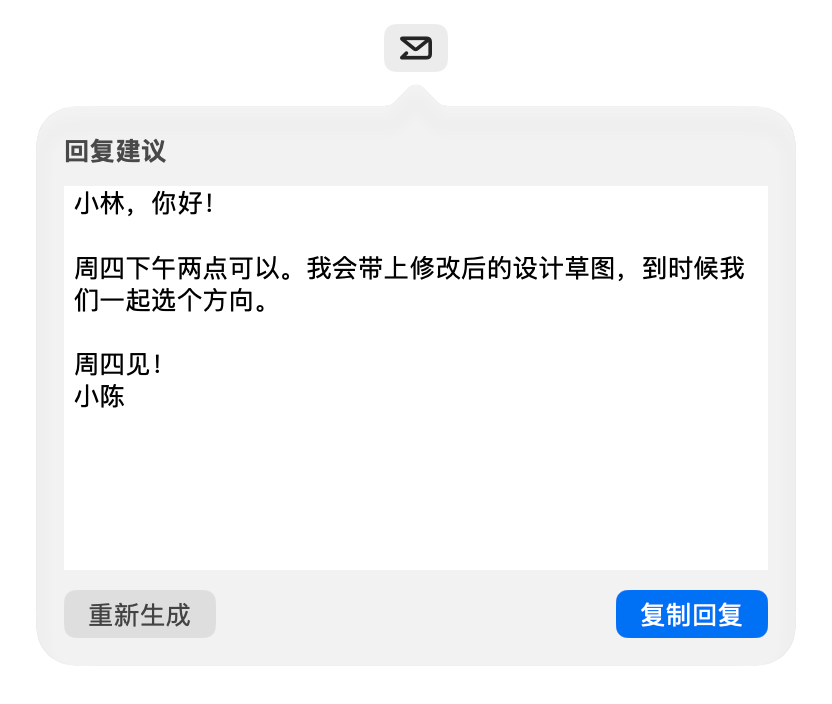 回复建议
小林，你好！
周四下午两点可以。我会带上修改后的设计草图，到时候我
们一起选个方向。
周四见！
小陈
重新生成
复制回复